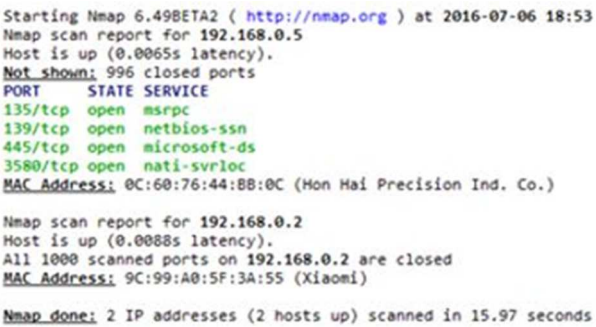 Starting Nmap 6.49BETA2 ( http://nmap.org ) at 2016-07-06 18:53
Nmap scan report for 192.168.0.5
Host is up (0.0065s latency).
Not shown: 996 closed ports
PORT STATE SERVICE
135/tcp open msrpc
139/tcp open netbios-ssn
445/tcp open microsoft-ds
3580/tcp open nati-svrloc
MAC Address: 0C:60:76:44:BB:0C (Hon Hai Precision Ind. Co.)
Nmap scan report for 192.168.0.2
Host is up (0.0088s latency).
All 1000 scanned ports on 192.168.0.2 are closed
MAC Address: 9C:99:A0:5F:3A:55 (Xiaomi)
Nmap done: 2 IP addresses (2 hosts up) scanned in 15.97 seconds